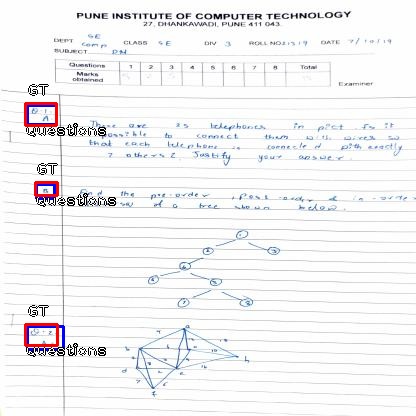 PUNE INSTITUTE OF COMPUTER TECHNOLOGY
27, DHANKAWADI, PUNE 411 043.
DEPT SE Comp CLASS SE DIV 3 ROLL NO. DATE 7/10/19
SUBJECT DM
Questions 1 2 3 4 5 6 7 8 Total
Marks obtained
Examiner
GT
Q 1
A
Questions
There are 25 telephones in pict. Is it
possible to connect them with wires so
that each telephone is connected with exactly
7 others? Justify your answer.
GT
B
Questions
Find the pre-order, post-order & in-order
of a tree shown below.
GT
Q.2
A
Questions